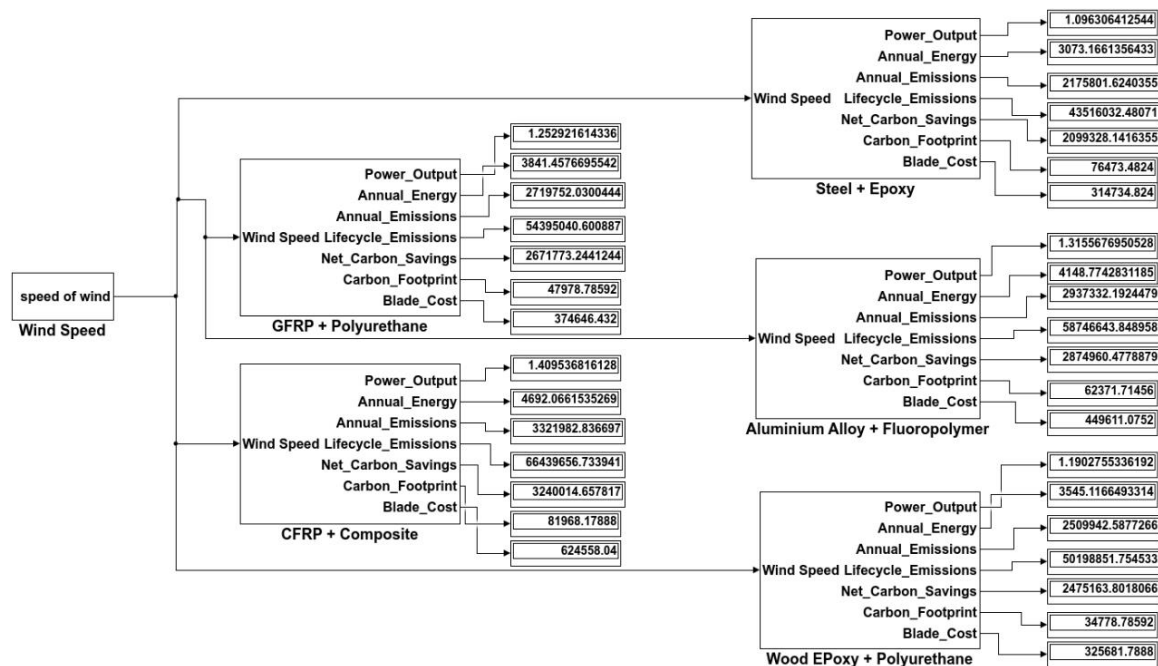 speed of wind
Wind Speed
Wind Speed
Power_Output
Annual_Energy
Annual_Emissions
Lifecycle_Emissions
Net_Carbon_Savings
Carbon_Footprint
Blade_Cost
GFRP + Polyurethane
1.252921614336
3841.4576695542
2719752.0300444
54395040.600887
2671773.2441244
47978.78592
374646.432
Wind Speed
Power_Output
Annual_Energy
Annual_Emissions
Lifecycle_Emissions
Net_Carbon_Savings
Carbon_Footprint
Blade_Cost
CFRP + Composite
1.409536816128
4692.0661535269
3321982.836697
66439656.733941
3240014.657817
81968.17888
624558.04
Wind Speed
Power_Output
Annual_Energy
Annual_Emissions
Lifecycle_Emissions
Net_Carbon_Savings
Carbon_Footprint
Blade_Cost
Steel + Epoxy
1.096306412544
3073.1661356433
2175801.6240355
43516032.48071
2099328.1416355
76473.4824
314734.824
Wind Speed
Power_Output
Annual_Energy
Annual_Emissions
Lifecycle_Emissions
Net_Carbon_Savings
Carbon_Footprint
Blade_Cost
Aluminium Alloy + Fluoropolymer
1.3155676950528
4148.7742831185
2937332.1924479
58746643.848958
2874960.4778879
62371.71456
449611.0752
Wind Speed
Power_Output
Annual_Energy
Annual_Emissions
Lifecycle_Emissions
Net_Carbon_Savings
Carbon_Footprint
Blade_Cost
Wood EPoxy + Polyurethane
1.1902755336192
3545.1166493314
2509942.5877266
50198851.754533
2475163.8018066
34778.78592
325681.7888